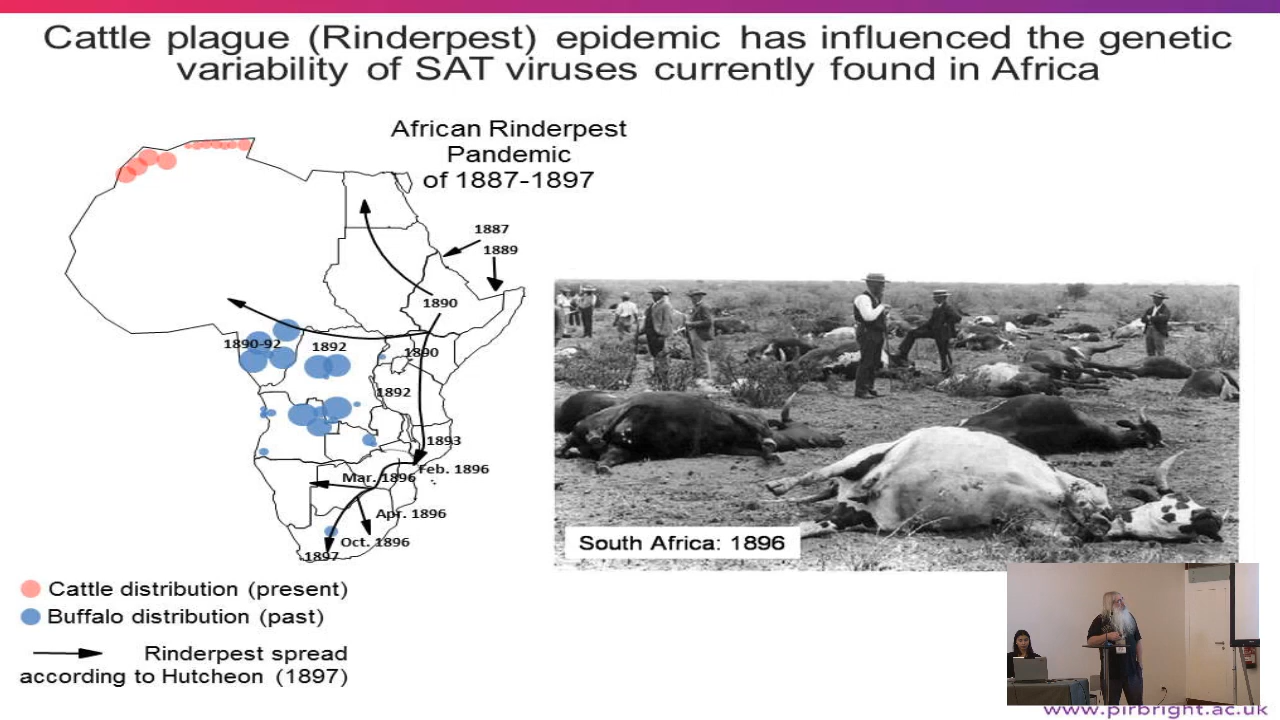 Cattle plague (Rinderpest) epidemic has influenced the genetic
variability of SAT viruses currently found in Africa
African Rinderpest
Pandemic
of 1887-1897
1887
1889
1890
1890-92
1892
1890
1892
1893
Feb. 1896
Mar. 1896
Apr. 1896
Oct. 1896
1897
South Africa: 1896
Cattle distribution (present)
Buffalo distribution (past)
Rinderpest spread
according to Hutcheon (1897)
www.pirbright.ac.uk